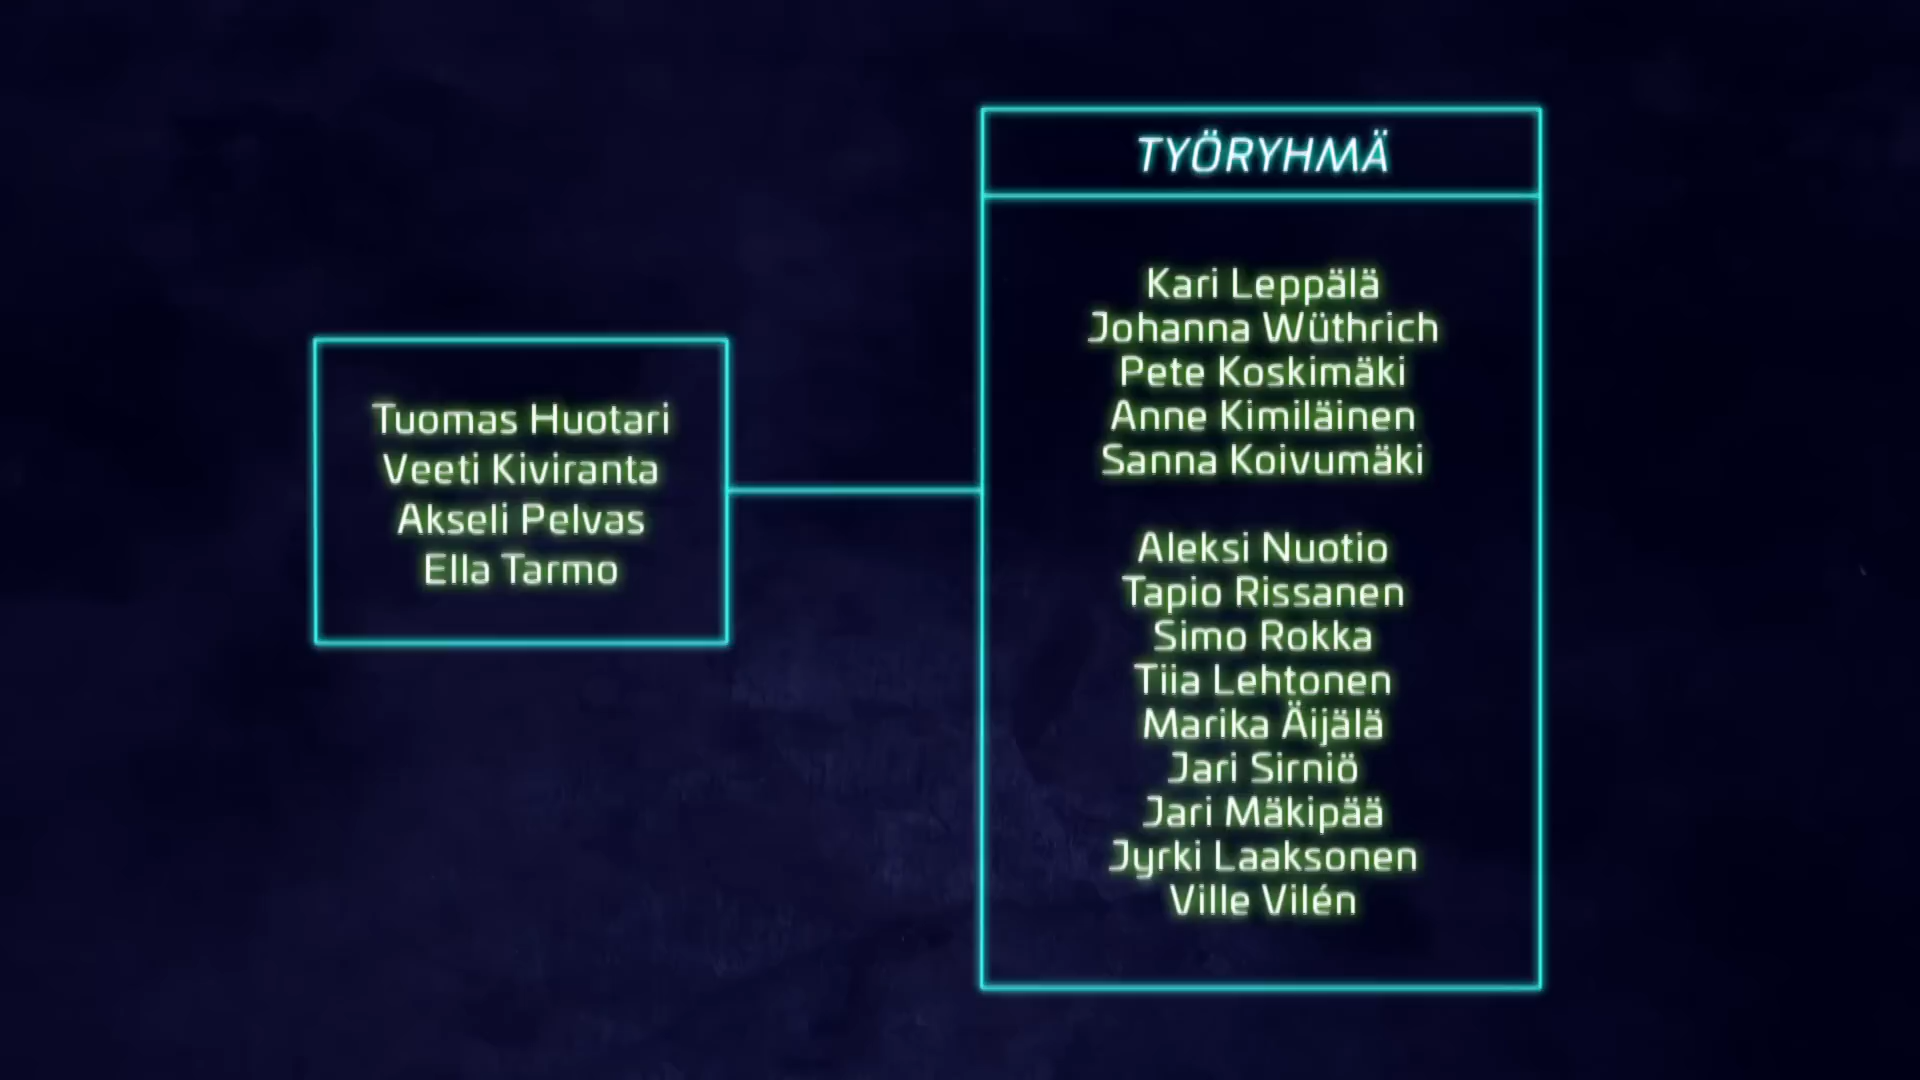 Tuomas Huotari
Veeti Kiviranta
Akseli Pelvas
Ella Tarmo
TYÖRYHMÄ
Kari Leppälä
Johanna Wüthrich
Pete Koskimäki
Anne Kimiläinen
Sanna Koivumäki
Aleksi Nuotio
Tapio Rissanen
Simo Rokka
Tiia Lehtonen
Marika Äijälä
Jari Sirniö
Jari Mäkipää
Jyrki Laaksonen
Ville Vilén